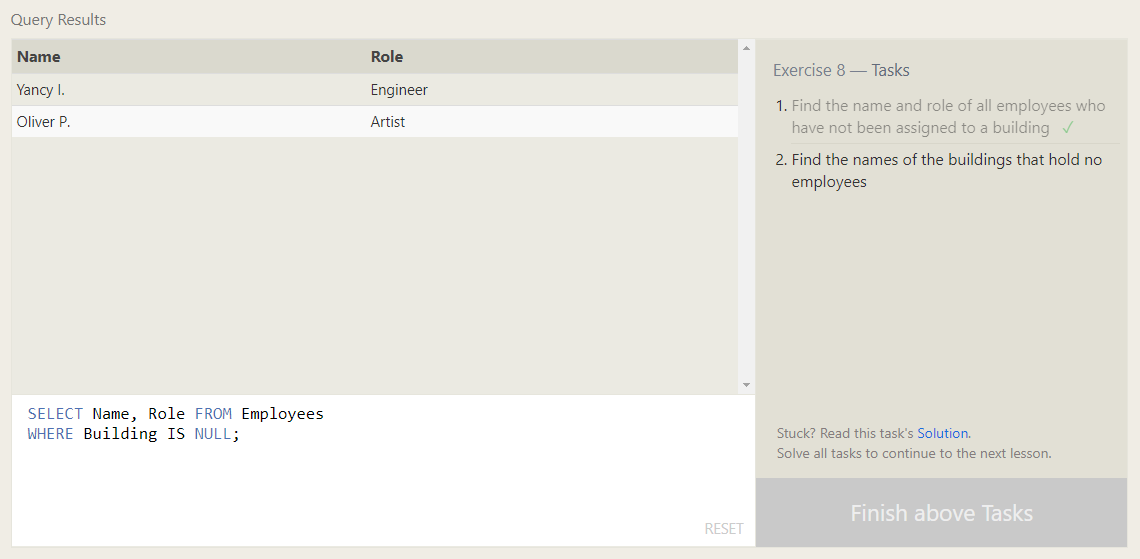 Query Results
Name Role
Yancy I. Engineer
Oliver P. Artist
SELECT Name, Role FROM Employees
WHERE Building IS NULL;
RESET
Exercise 8 — Tasks
1. Find the name and role of all employees who
have not been assigned to a building ✓
2. Find the names of the buildings that hold no
employees
Stuck? Read this task's Solution.
Solve all tasks to continue to the next lesson.
Finish above Tasks